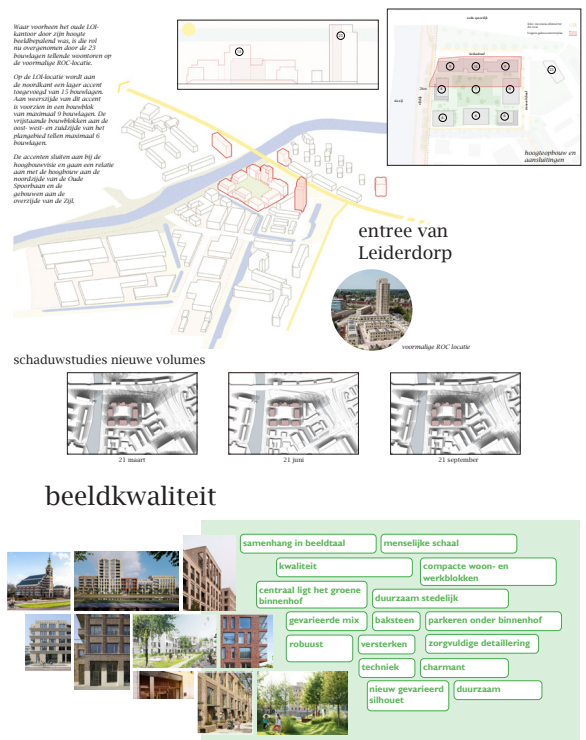 Waar voorheen het oude LOI-
kantoor door zijn hoogte
beeldbepalend was, is die rol
nu overgenomen door de 23
bouwlagen tellende woontoren op
de voormalige ROC-locatie.
Op de LOI-locatie wordt aan
de noordkant een lager accent
toegevoegd van 15 bouwlagen.
Aan weerszijde van dit accent
is voorzien in een bouwblok
van maximaal 9 bouwlagen. De
vrijstaande bouwblokken aan de
oost- west- en zuidzijde van het
plangebied tellen maximaal 6
bouwlagen.
De accenten sluiten aan bij de
hoogbouwvisie en gaan een relatie
aan met de hoogbouw aan de
noordzijde van de Oude
Spoorbaan en de
gebouwen aan de
overzijde van de Zijl.
hoogteopbouw en
aansluitingen
entree van
Leiderdorp
voormalige ROC locatie
schaduwstudies nieuwe volumes
21 maart
21 juni
21 september
beeldkwaliteit
samenhang in beeldtaal
menselijke schaal
kwaliteit
compacte woon- en
werkblokken
centraal ligt het groene
binnenhof
duurzaam stedelijk
gevarieerde mix
baksteen
parkeren onder binnenhof
robuust
versterken
zorgvuldige detaillering
techniek
charmant
nieuw gevarieerd
silhouet
duurzaam